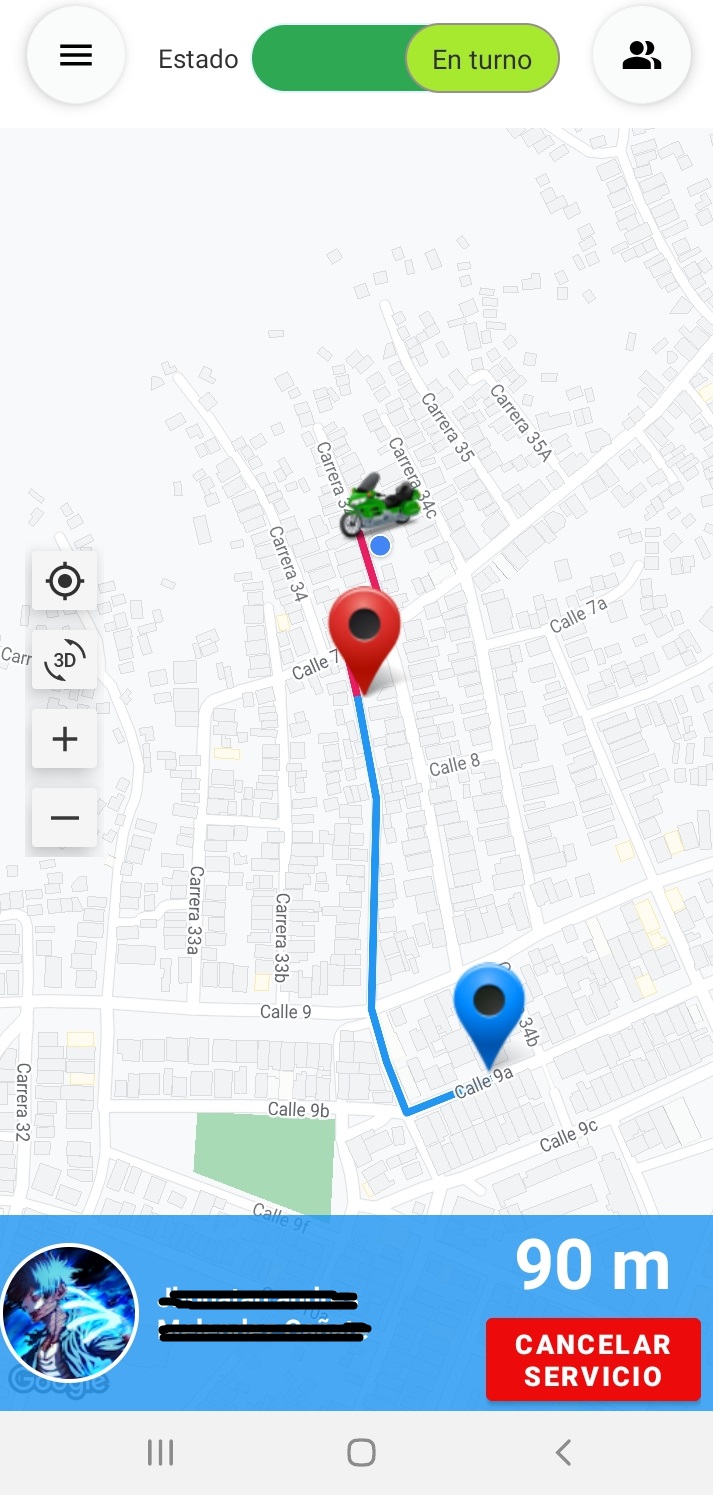 Estado
En turno
Carrera 35A
Carrera 35
Carrera 34c
Carrera 34
3D
Calle 7a
Calle 7
Calle 8
Carrera 33a
Carrera 33b
Calle 9
34b
Calle 9a
Carrera 32
Calle 9b
Calle 9c
Calle 9f
90 m
CANCELAR
SERVICIO
Google